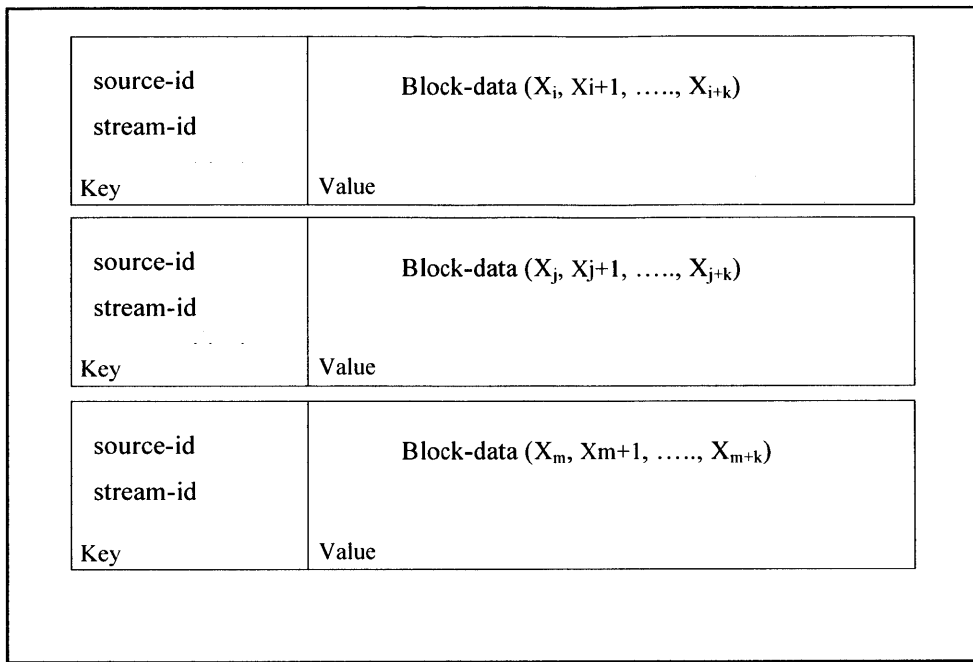 source-id
Block-data (Xi, Xi+1, ….., Xi+k)
stream-id
Key
Value
source-id
Block-data (Xj, Xj+1, ….., Xj+k)
stream-id
Key
Value
source-id
Block-data (Xm, Xm+1, ….., Xm+k)
stream-id
Key
Value